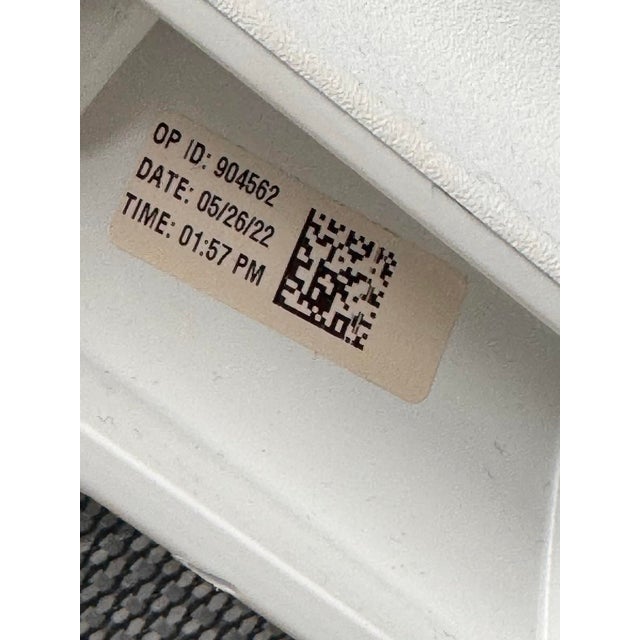 OP ID: 904562
DATE: 05/26/22
TIME: 01:57 PM